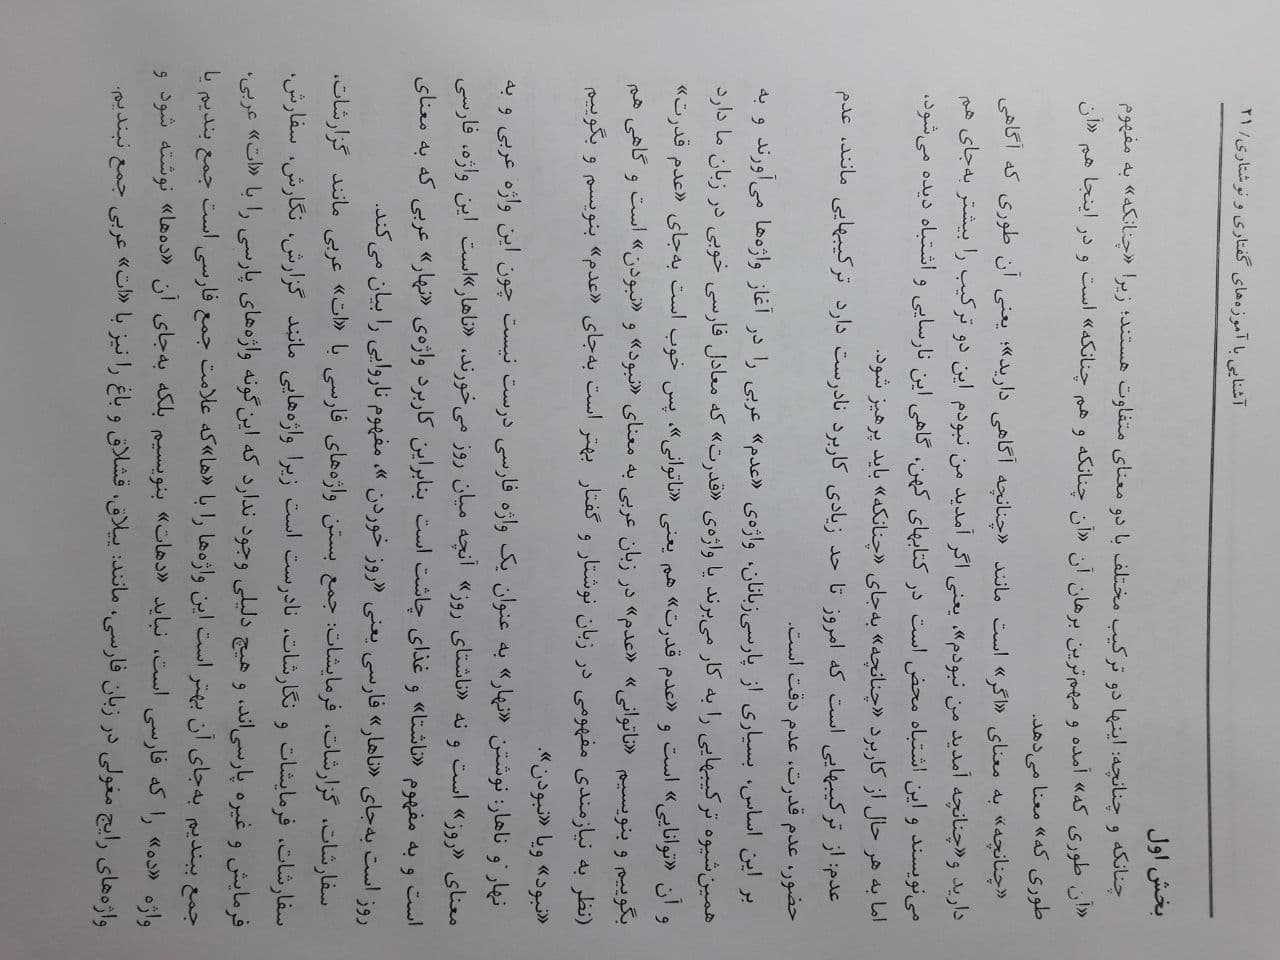 آشنایی با آموزه‌های گفتاری و نوشتاری/ ۲۱
بخش اول
چنانکه و چنانچه: اینها دو ترکیب مختلف با دو معنای متفاوت هستند؛ زیرا «چنانکه» به مفهوم
«آن طوری که» آمده و مهم‌ترین برهان آن «آن چنانکه و هم چنانکه» است و در اینجا هم «آن
طوری که» معنا می‌دهد.
«چنانچه» به معنای «اگر» است مانند «چنانچه آگاهی دارید»؛ یعنی آن طوری که آگاهی
دارید و«چنانچه آمدید من نبودم»، یعنی اگر آمدید من نبودم این دو ترکیب را بیشتر به‌جای هم
می‌نویسند و این اشتباه محض است در کتابهای کهن، گاهی این نارسایی و اشتباه دیده می‌شود،
اما به هر حال از کاربرد «چنانچه» به‌جای «چنانکه» باید پرهیز شود.
عدم: از ترکیبهایی است که امروز تا حد زیادی کاربرد نادرست دارد ترکیبهایی مانند، عدم
حضور، عدم قدرت، عدم دقت است.
بر این اساس، بسیاری از پارسی‌زبانان، واژه‌ی «عدم» عربی را در آغاز واژه‌ها می‌آورند و به
همین‌شیوه ترکیبهایی را به کار می‌برند یا واژه‌ی «قدرت» که معادل فارسی خوبی در زبان ما دارد
و آن «توانایی» است و «عدم قدرت» هم یعنی «ناتوانی»، پس خوب است به‌جای «عدم قدرت»
بگوییم و بنویسیم «ناتوانی» «عدم» در زبان عربی به معنای «نبود» و «نبودن» است و گاهی هم
(نظر به نیازمندی مفهومی در زبان نوشتار و گفتار بهتر است به‌جای «عدم» بنویسم و بگوییم
«نبود» ویا «نبودن».
نهار و ناهار: نوشتن «نهار» به عنوان یک واژه فارسی درست نیست چون این واژه عربی و به
معنای «روز» است و نه «ناشتای روز» آنچه میان روز می‌خورند، «ناهار»است این واژه، فارسی
است و به مفهوم «ناشتا» و غذای چاشت است بنابراین کاربرد واژه‌ی «نهار» عربی که به معنای
روز است به‌جای «ناهار» فارسی یعنی «روز خوردن »، مفهوم ناروایی را بیان می‌کند.
سفارشات، گزارشات، فرمایشات: جمع بستن واژه‌های فارسی با «ات» عربی مانند گزارشات،
سفارشات، فرمایشات و نگارشات، نادرست است زیرا واژه‌هایی مانند گزارش، نگارش، سفارش،
فرمایش و غیره پارسی‌اند، و هیچ دلیلی وجود ندارد که این‌گونه واژه‌های پارسی را با «ات» عربی،
جمع ببندیم به‌جای آن بهتر است این واژه‌ها را با «ها»که علامت جمع فارسی است جمع بندیم یا
واژه «ده» را که فارسی است، نباید «دهات» بنویسیم بلکه به‌جای آن «ده‌ها» نوشته شود و
واژه‌های رایج مغولی در زبان فارسی، مانند: ییلاق، قشلاق و باغ را نیز با «ات» عربی جمع نبندیم.